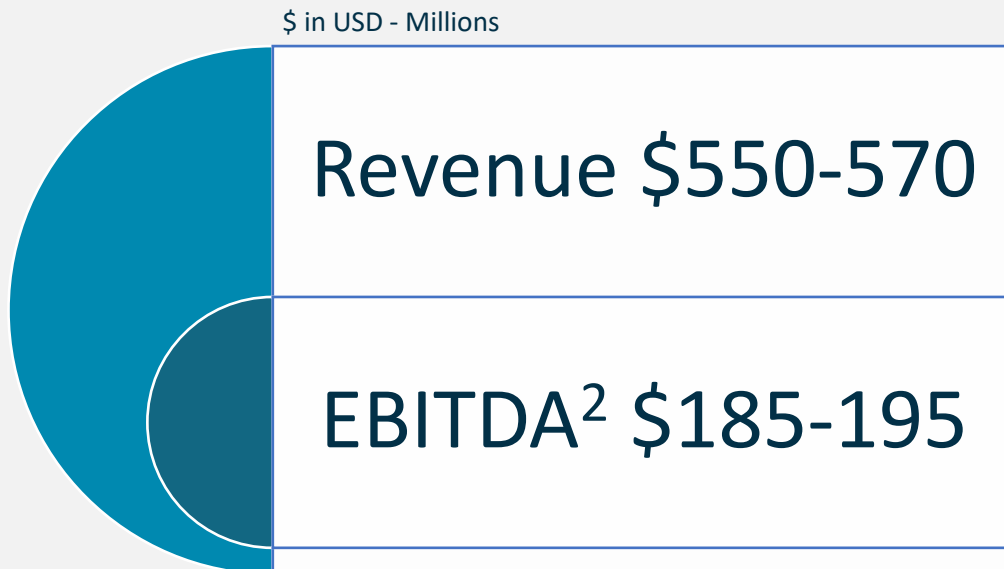 $ in USD - Millions
Revenue $550-570
EBITDA² $185-195